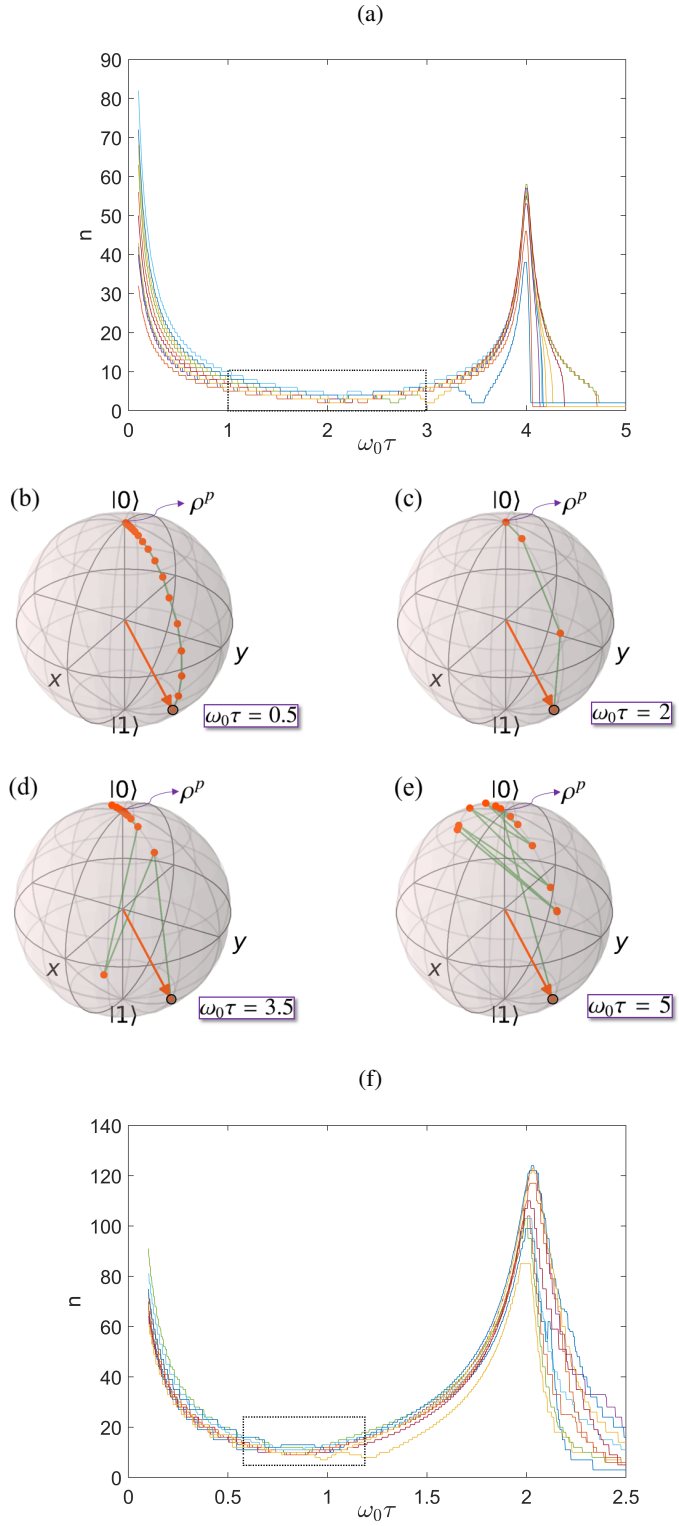 (a)
90
80
70
60
50
40
30
20
10
0
n
0 1 2 3 4 5
ω₀τ
(b) |0⟩ ρᵖ
x y
|1⟩ ω₀τ = 0.5
(c) |0⟩ ρᵖ
x y
|1⟩ ω₀τ = 2
(d) |0⟩ ρᵖ
x y
|1⟩ ω₀τ = 3.5
(e) |0⟩ ρᵖ
x y
|1⟩ ω₀τ = 5
(f)
140
120
100
80
60
40
20
0
n
0 0.5 1 1.5 2 2.5
ω₀τ